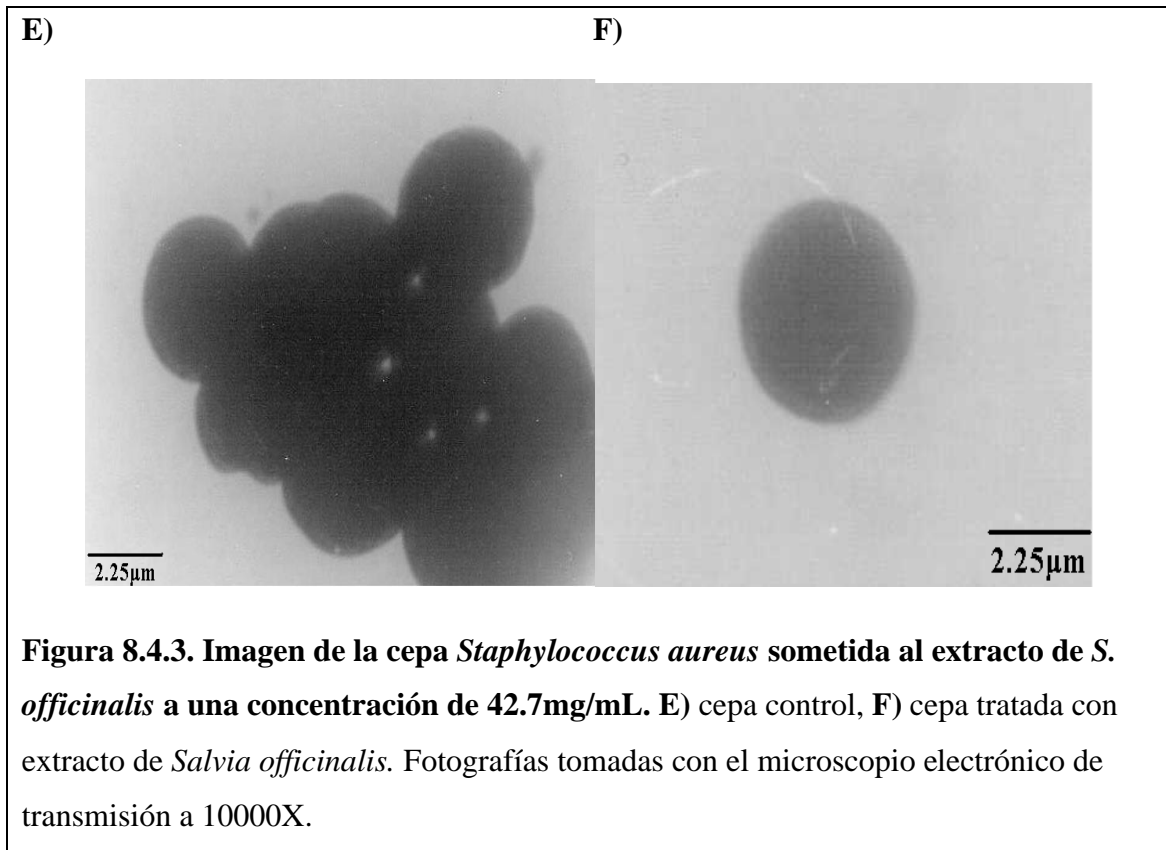 E) F)
2.25µm 2.25µm
Figura 8.4.3. Imagen de la cepa Staphylococcus aureus sometida al extracto de S.
officinalis a una concentración de 42.7mg/mL. E) cepa control, F) cepa tratada con
extracto de Salvia officinalis. Fotografías tomadas con el microscopio electrónico de
transmisión a 10000X.